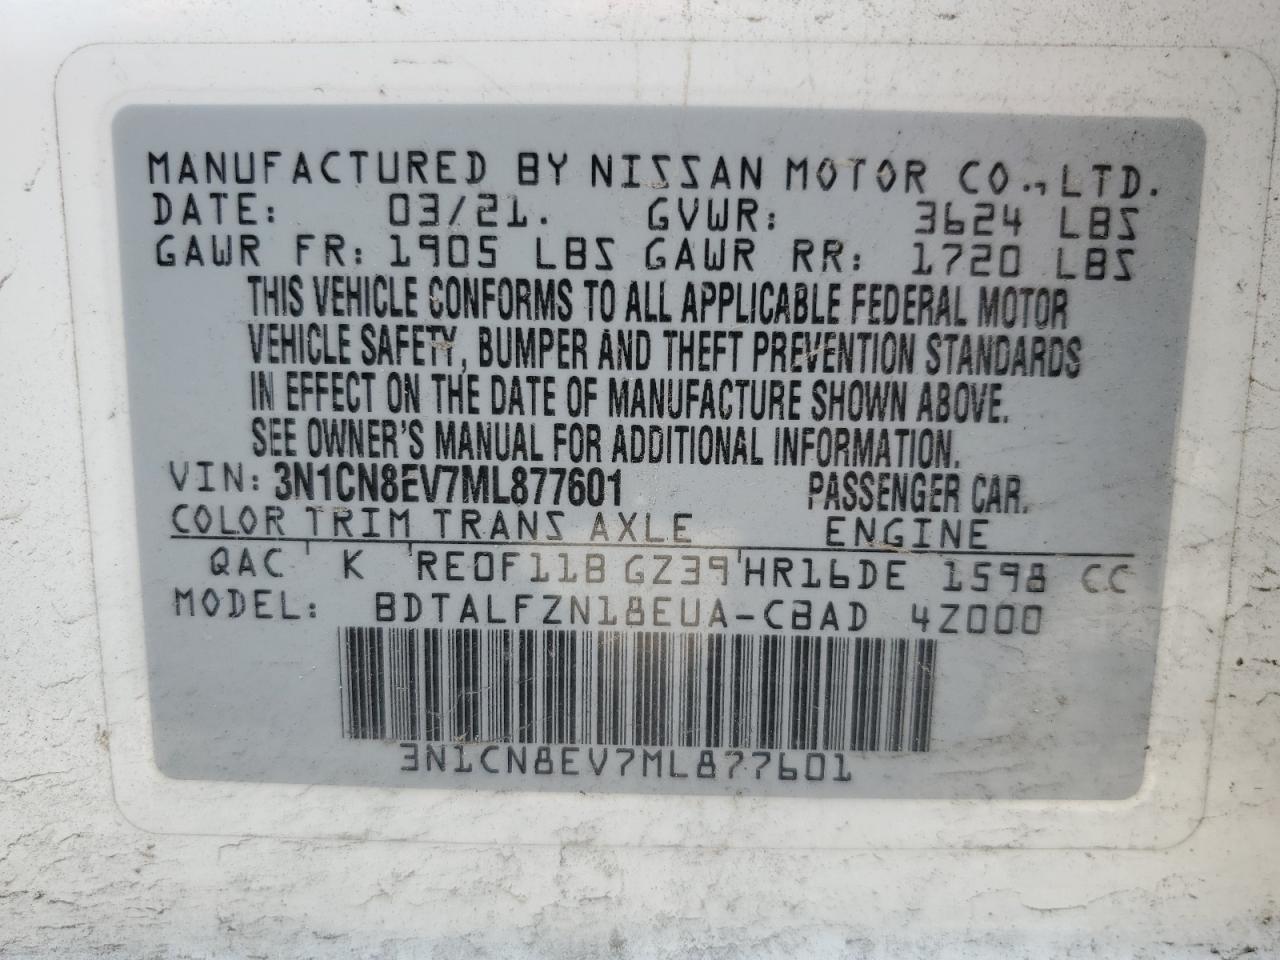 MANUFACTURED BY NISSAN MOTOR CO., LTD.
DATE: 03/21. GVWR: 3624 LBS
GAWR FR: 1905 LBS GAWR RR: 1720 LBS
THIS VEHICLE CONFORMS TO ALL APPLICABLE FEDERAL MOTOR
VEHICLE SAFETY, BUMPER AND THEFT PREVENTION STANDARDS
IN EFFECT ON THE DATE OF MANUFACTURE SHOWN ABOVE.
SEE OWNER'S MANUAL FOR ADDITIONAL INFORMATION.
VIN: 3N1CN8EV7ML877601 PASSENGER CAR.
COLOR TRIM TRANS AXLE ENGINE
QAC ' K ' RE0F11B GZ39 ' HR16DE 1598 CC
MODEL: BDTALFZN18EUA-CBAD 4Z000
3N1CN8EV7ML877601